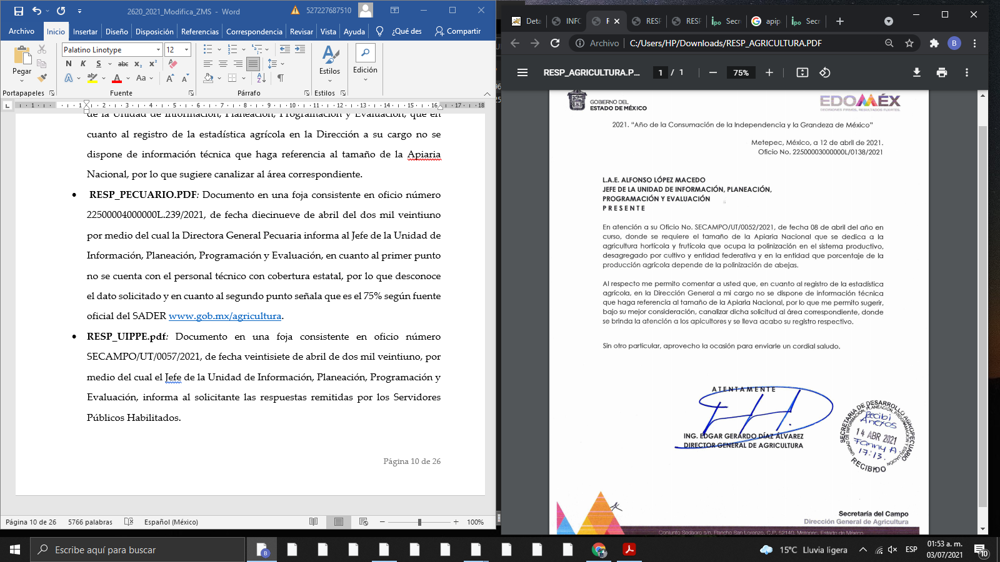 2620_2021_Modifica_ZMS - Word
527227687510
Archivo Inicio Insertar Diseño Disposición Referencias Correspondencia Revisar Vista Ayuda ¿Qué des Compartir
Palatino Linotype 12
Pegar N K S abc x₂ x² Estilos Edición
Portapapeles Fuente Párrafo Estilos
de la Unidad de Información, Planeación, Programación y Evaluación, que en
cuanto al registro de la estadística agrícola en la Dirección a su cargo no se
dispone de información técnica que haga referencia al tamaño de la Apiaria
Nacional, por lo que sugiere canalizar al área correspondiente.
• RESP_PECUARIO.PDF: Documento en una foja consistente en oficio número
22500004000000L.239/2021, de fecha diecinueve de abril del dos mil veintiuno
por medio del cual la Directora General Pecuaria informa al Jefe de la Unidad de
Información, Planeación, Programación y Evaluación, en cuanto al primer punto
no se cuenta con el personal técnico con cobertura estatal, por lo que desconoce
el dato solicitado y en cuanto al segundo punto señala que es el 75% según fuente
oficial del SADER www.gob.mx/agricultura.
• RESP_UIPPE.pdf: Documento en una foja consistente en oficio número
SECAMPO/UT/0057/2021, de fecha veintisiete de abril de dos mil veintiuno, por
medio del cual el Jefe de la Unidad de Información, Planeación, Programación y
Evaluación, informa al solicitante las respuestas remitidas por los Servidores
Públicos Habilitados.
Página 10 de 26
Página 10 de 26 5766 palabras Español (México) 100%
Deta INFC F RESP RESP Secre apip Secr
Archivo C:/Users/HP/Downloads/RESP_AGRICULTURA.PDF B
RESP_AGRICULTURA.P... 1 / 1 75%
GOBIERNO DEL
ESTADO DE MÉXICO
EDOMÉX
DECISIONES FIRMES, RESULTADOS FUERTES.
2021. “Año de la Consumación de la Independencia y la Grandeza de México”
Metepec, México, a 12 de abril de 2021.
Oficio No. 22500003000000L/0138/2021
L.A.E. ALFONSO LÓPEZ MACEDO
JEFE DE LA UNIDAD DE INFORMACIÓN, PLANEACIÓN,
PROGRAMACIÓN Y EVALUACIÓN
P R E S E N T E
En atención a su Oficio No. SECAMPO/UT/0052/2021, de fecha 08 de abril del año en
curso, donde se requiere el tamaño de la Apiaria Nacional que se dedica a la
agricultura hortícola y frutícola que ocupa la polinización en el sistema productivo,
desagregado por cultivo y entidad federativa y en la entidad que porcentaje de la
producción agrícola depende de la polinización de abejas.
Al respecto me permito comentar a usted que, en cuanto al registro de la estadística
agrícola, en la Dirección General a mi cargo no se dispone de información técnica
que haga referencia al tamaño de la Apiaria Nacional, por lo que me permito sugerir,
bajo su mejor consideración, canalizar dicha solicitud al área correspondiente, donde
se brinda la atención a los apicultores y se lleva acabo su registro respectivo.
Sin otro particular, aprovecho la ocasión para enviarle un cordial saludo.
A T E N T A M E N T E
ING. EDGAR GERARDO DÍAZ ÁLVAREZ
DIRECTOR GENERAL DE AGRICULTURA
SECRETARIA DE DESARROLLO AGROPECUARIO
UNIDAD DE INFORMACIÓN, PLANEACIÓN, PROGRAMACIÓN Y EVALUACIÓN
Recibi
Anexos
14 ABR 2021
Fanny A.
17:13.
RECIBIDO
Secretaría del Campo
Dirección General de Agricultura
Conjunto Sedagro s/n, Rancho San Lorenzo, C.P. 52140, Metepec, Estado de México.
Escribe aquí para buscar
15°C Lluvia ligera ESP 01:53 a. m.
03/07/2021
10